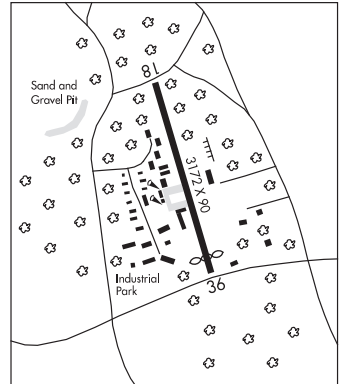 18
Sand and
Gravel Pit
3172 X 90
Industrial
Park
36